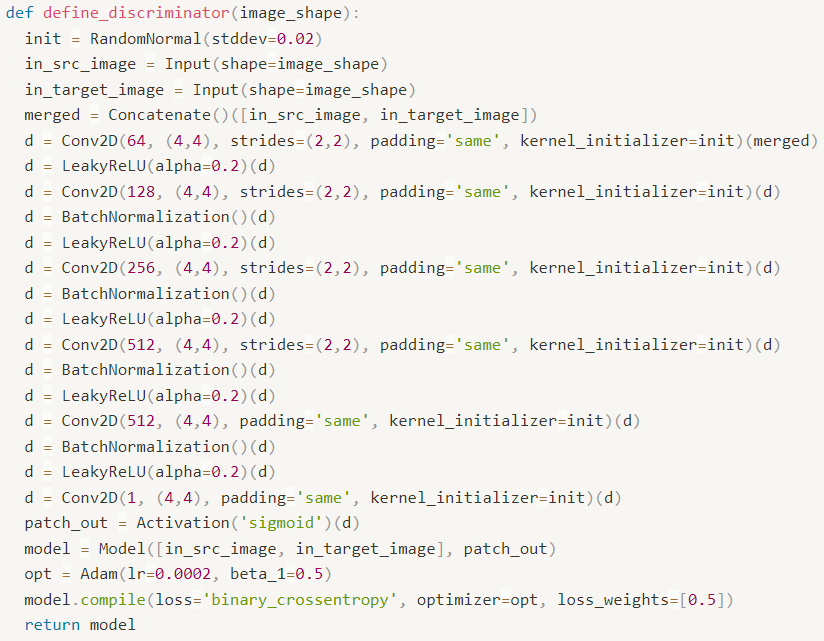 def define_discriminator(image_shape):
  init = RandomNormal(stddev=0.02)
  in_src_image = Input(shape=image_shape)
  in_target_image = Input(shape=image_shape)
  merged = Concatenate()([in_src_image, in_target_image])
  d = Conv2D(64, (4,4), strides=(2,2), padding='same', kernel_initializer=init)(merged)
  d = LeakyReLU(alpha=0.2)(d)
  d = Conv2D(128, (4,4), strides=(2,2), padding='same', kernel_initializer=init)(d)
  d = BatchNormalization()(d)
  d = LeakyReLU(alpha=0.2)(d)
  d = Conv2D(256, (4,4), strides=(2,2), padding='same', kernel_initializer=init)(d)
  d = BatchNormalization()(d)
  d = LeakyReLU(alpha=0.2)(d)
  d = Conv2D(512, (4,4), strides=(2,2), padding='same', kernel_initializer=init)(d)
  d = BatchNormalization()(d)
  d = LeakyReLU(alpha=0.2)(d)
  d = Conv2D(512, (4,4), padding='same', kernel_initializer=init)(d)
  d = BatchNormalization()(d)
  d = LeakyReLU(alpha=0.2)(d)
  d = Conv2D(1, (4,4), padding='same', kernel_initializer=init)(d)
  patch_out = Activation('sigmoid')(d)
  model = Model([in_src_image, in_target_image], patch_out)
  opt = Adam(lr=0.0002, beta_1=0.5)
  model.compile(loss='binary_crossentropy', optimizer=opt, loss_weights=[0.5])
  return model